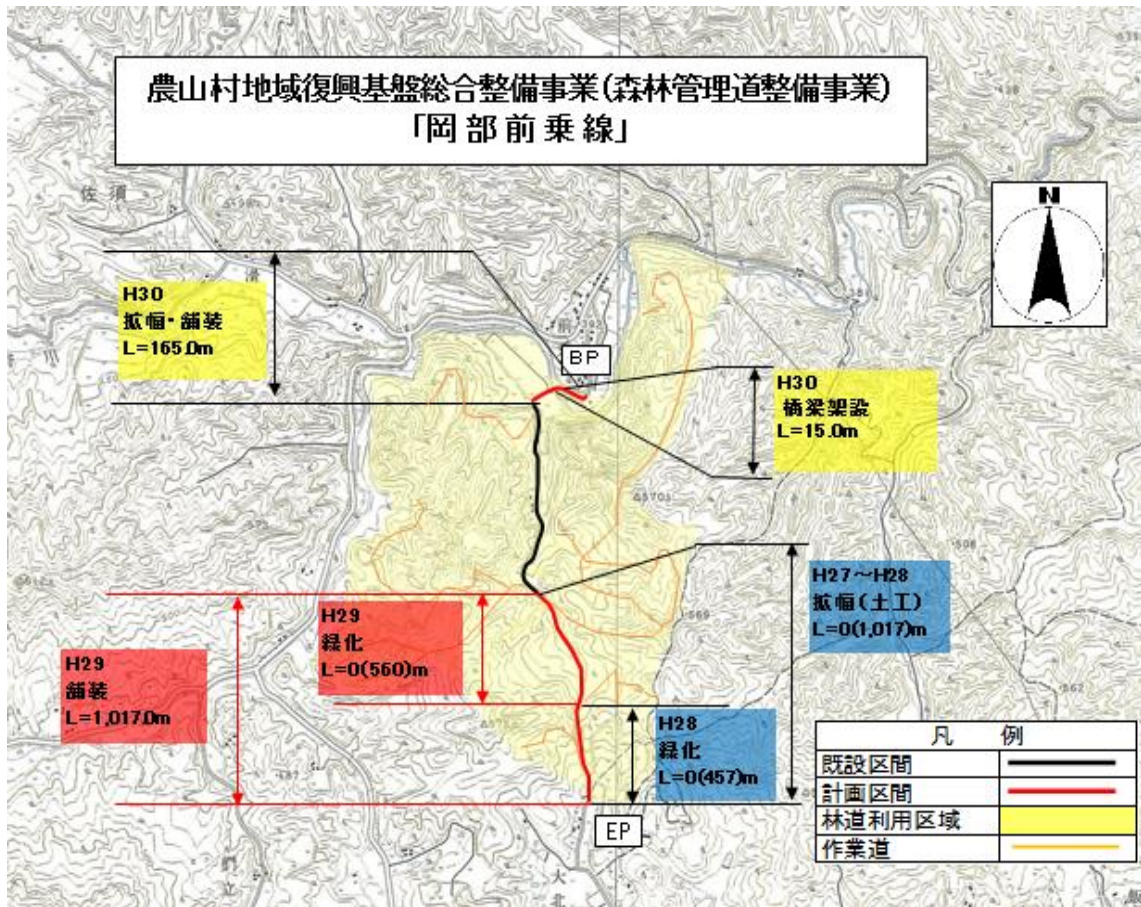 農山村地域復興基盤総合整備事業(森林管理道整備事業)
「岡部前乗線」
佐須
N
H30
拡幅・舗装
L=165.0m
BP
H30
橋梁架設
L=15.0m
H27~H28
拡幅(土工)
L=0(1,017)m
H29
緑化
L=0(560)m
H29
舗装
L=1,017.0m
H28
緑化
L=0(457)m
EP
凡 例
既設区間
計画区間
林道利用区域
作業道
大北